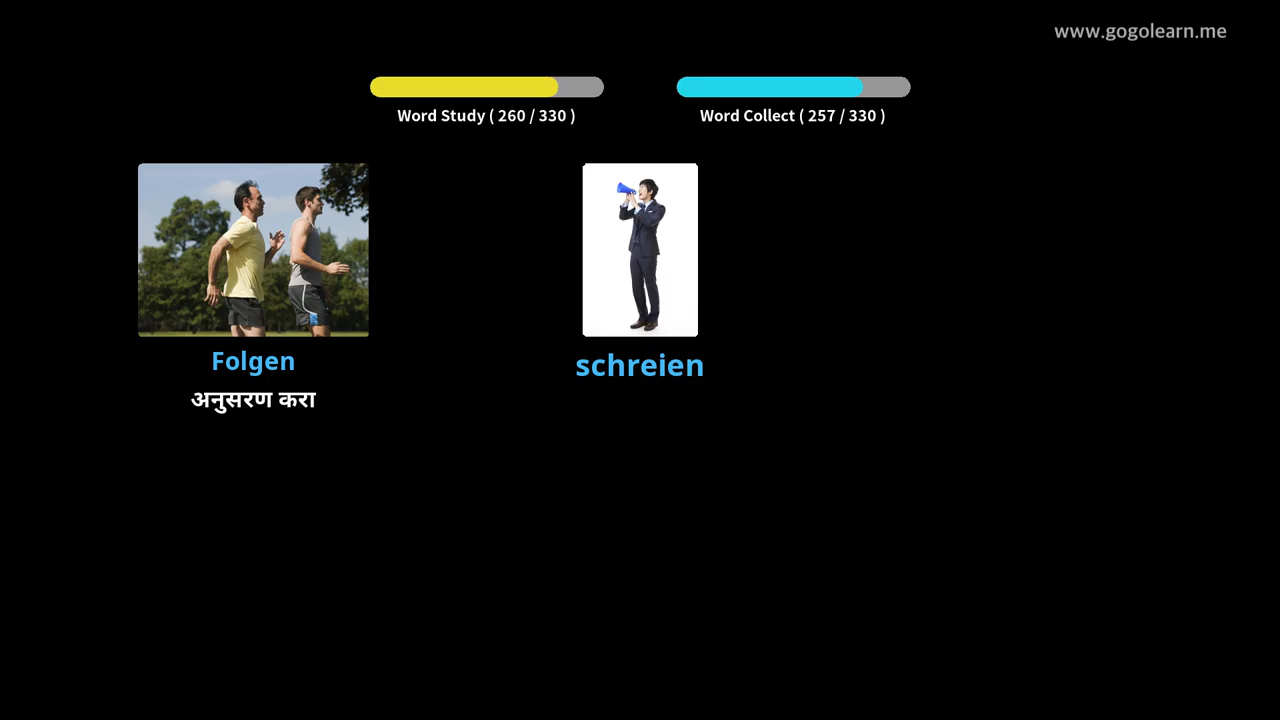 www.gogolearn.me
Word Study ( 260 / 330 )
Word Collect ( 257 / 330 )
Folgen
अनुसरण करा
schreien